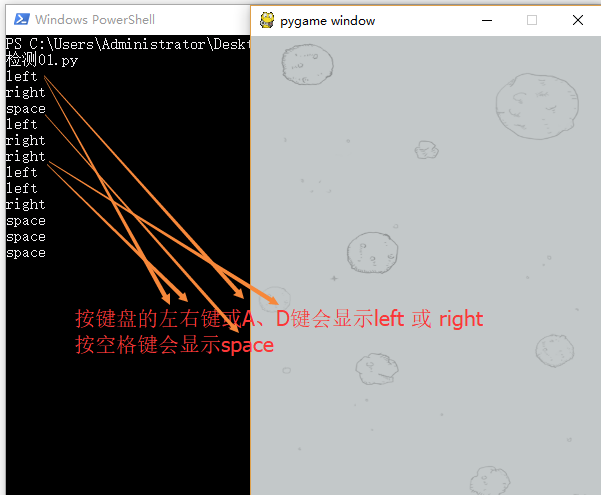 Windows PowerShell
pygame window
PS C:\Users\Administrator\Deskt
检测01.py
left
right
space
left
right
right
left
left
right
space
space
space
按键盘的左右键或A、D键会显示left 或 right
按空格键会显示space